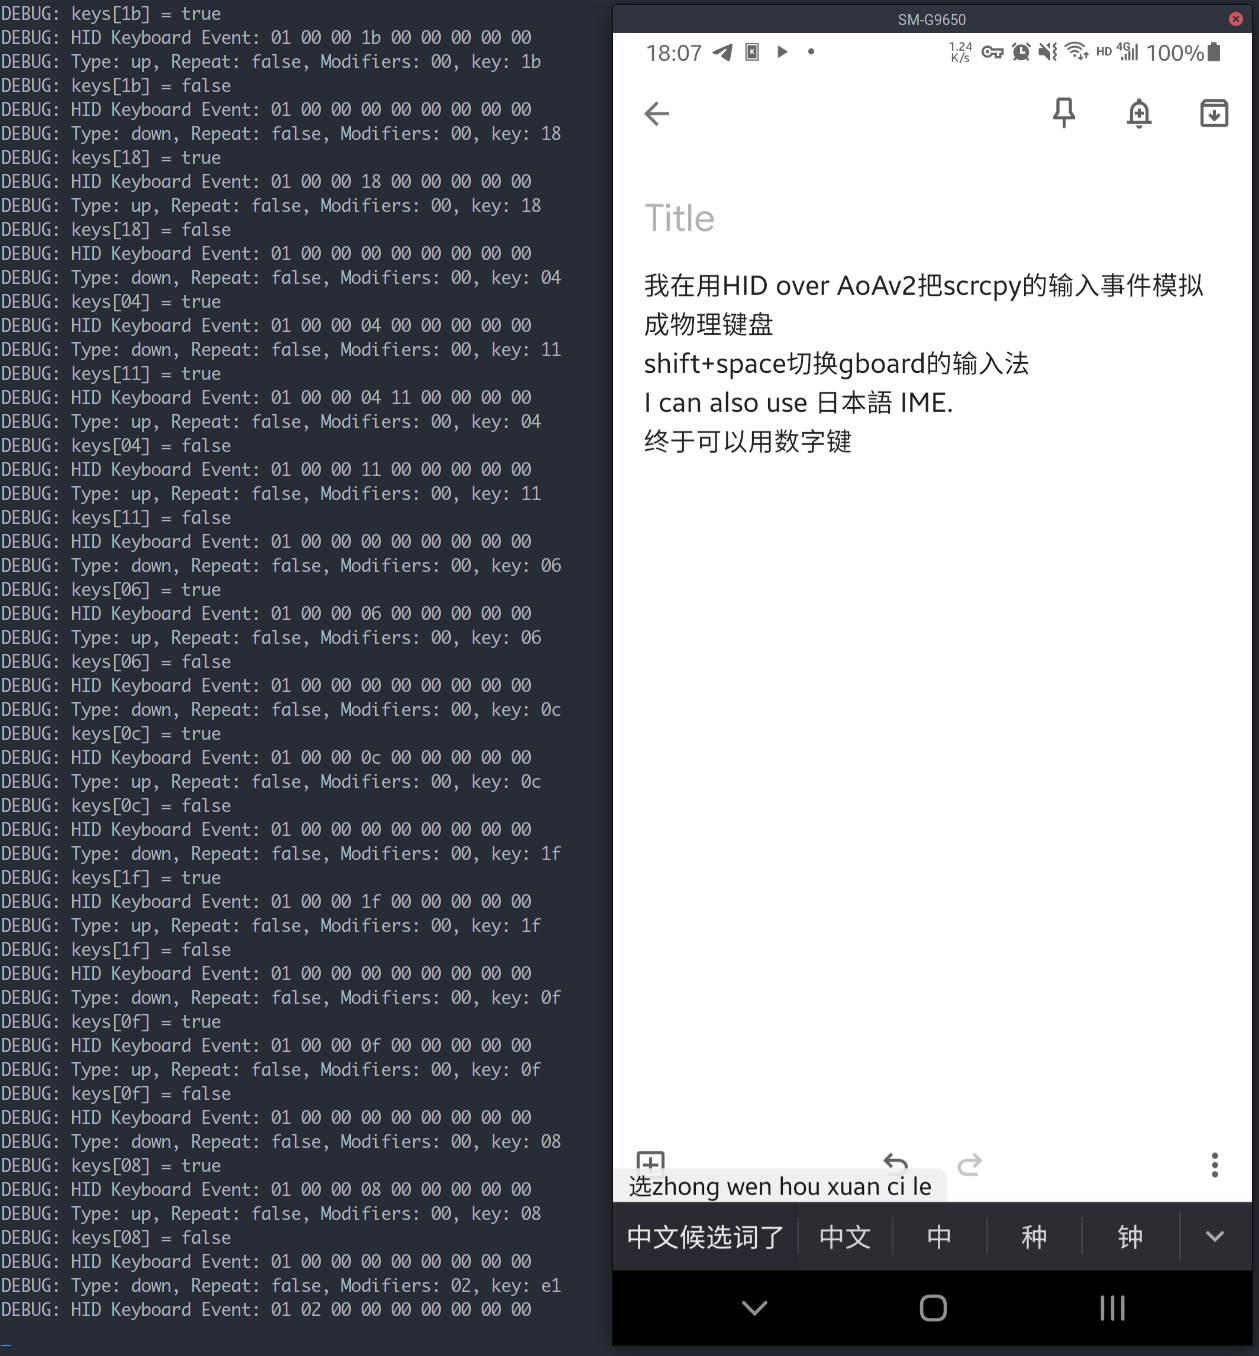 DEBUG: keys[1b] = true
DEBUG: HID Keyboard Event: 01 00 00 1b 00 00 00 00 00
DEBUG: Type: up, Repeat: false, Modifiers: 00, key: 1b
DEBUG: keys[1b] = false
DEBUG: HID Keyboard Event: 01 00 00 00 00 00 00 00 00
DEBUG: Type: down, Repeat: false, Modifiers: 00, key: 18
DEBUG: keys[18] = true
DEBUG: HID Keyboard Event: 01 00 00 18 00 00 00 00 00
DEBUG: Type: up, Repeat: false, Modifiers: 00, key: 18
DEBUG: keys[18] = false
DEBUG: HID Keyboard Event: 01 00 00 00 00 00 00 00 00
DEBUG: Type: down, Repeat: false, Modifiers: 00, key: 04
DEBUG: keys[04] = true
DEBUG: HID Keyboard Event: 01 00 00 04 00 00 00 00 00
DEBUG: Type: down, Repeat: false, Modifiers: 00, key: 11
DEBUG: keys[11] = true
DEBUG: HID Keyboard Event: 01 00 00 04 11 00 00 00 00
DEBUG: Type: up, Repeat: false, Modifiers: 00, key: 04
DEBUG: keys[04] = false
DEBUG: HID Keyboard Event: 01 00 00 11 00 00 00 00 00
DEBUG: Type: up, Repeat: false, Modifiers: 00, key: 11
DEBUG: keys[11] = false
DEBUG: HID Keyboard Event: 01 00 00 00 00 00 00 00 00
DEBUG: Type: down, Repeat: false, Modifiers: 00, key: 06
DEBUG: keys[06] = true
DEBUG: HID Keyboard Event: 01 00 00 06 00 00 00 00 00
DEBUG: Type: up, Repeat: false, Modifiers: 00, key: 06
DEBUG: keys[06] = false
DEBUG: HID Keyboard Event: 01 00 00 00 00 00 00 00 00
DEBUG: Type: down, Repeat: false, Modifiers: 00, key: 0c
DEBUG: keys[0c] = true
DEBUG: HID Keyboard Event: 01 00 00 0c 00 00 00 00 00
DEBUG: Type: up, Repeat: false, Modifiers: 00, key: 0c
DEBUG: keys[0c] = false
DEBUG: HID Keyboard Event: 01 00 00 00 00 00 00 00 00
DEBUG: Type: down, Repeat: false, Modifiers: 00, key: 1f
DEBUG: keys[1f] = true
DEBUG: HID Keyboard Event: 01 00 00 1f 00 00 00 00 00
DEBUG: Type: up, Repeat: false, Modifiers: 00, key: 1f
DEBUG: keys[1f] = false
DEBUG: HID Keyboard Event: 01 00 00 00 00 00 00 00 00
DEBUG: Type: down, Repeat: false, Modifiers: 00, key: 0f
DEBUG: keys[0f] = true
DEBUG: HID Keyboard Event: 01 00 00 0f 00 00 00 00 00
DEBUG: Type: up, Repeat: false, Modifiers: 00, key: 0f
DEBUG: keys[0f] = false
DEBUG: HID Keyboard Event: 01 00 00 00 00 00 00 00 00
DEBUG: Type: down, Repeat: false, Modifiers: 00, key: 08
DEBUG: keys[08] = true
DEBUG: HID Keyboard Event: 01 00 00 08 00 00 00 00 00
DEBUG: Type: up, Repeat: false, Modifiers: 00, key: 08
DEBUG: keys[08] = false
DEBUG: HID Keyboard Event: 01 00 00 00 00 00 00 00 00
DEBUG: Type: down, Repeat: false, Modifiers: 02, key: e1
DEBUG: HID Keyboard Event: 01 02 00 00 00 00 00 00 00
SM-G9650
18:07 1.24 K/s HD 4G 100%
Title
我在用HID over AoAv2把scrcpy的输入事件模拟
成物理键盘
shift+space切换gboard的输入法
I can also use 日本語 IME.
终于可以用数字键
选zhong wen hou xuan ci le
中文候选词了 中文 中 种 钟